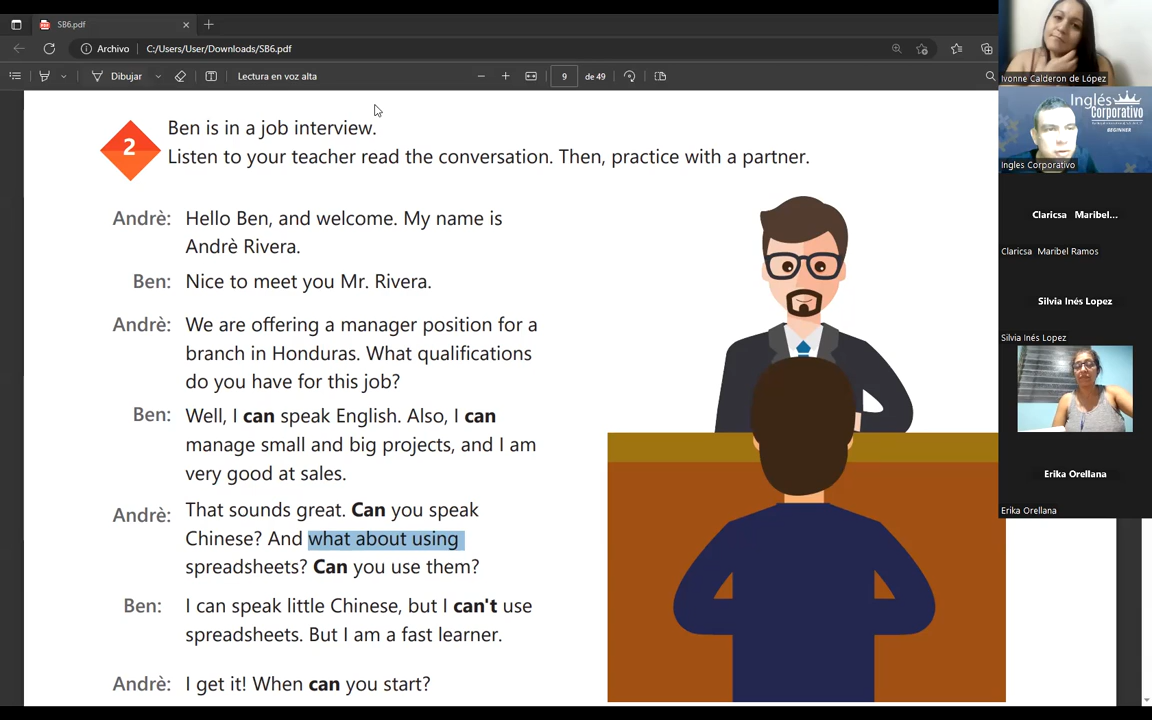 SB6.pdf
Archivo
C:/Users/User/Downloads/SB6.pdf
Dibujar
Lectura en voz alta
9
de 49
2
Ben is in a job interview.
Listen to your teacher read the conversation. Then, practice with a partner.
Andrè: Hello Ben, and welcome. My name is
Andrè Rivera.
Ben: Nice to meet you Mr. Rivera.
Andrè: We are offering a manager position for a
branch in Honduras. What qualifications
do you have for this job?
Ben: Well, I can speak English. Also, I can
manage small and big projects, and I am
very good at sales.
Andrè: That sounds great. Can you speak
Chinese? And what about using
spreadsheets? Can you use them?
Ben: I can speak little Chinese, but I can't use
spreadsheets. But I am a fast learner.
Andrè: I get it! When can you start?
Ivonne Calderon de López
Inglés
Corporativo
BEGINNER
Ingles Corporativo
Claricsa Maribel...
Claricsa Maribel Ramos
Silvia Inés Lopez
Silvia Inés Lopez
Erika Orellana
Erika Orellana